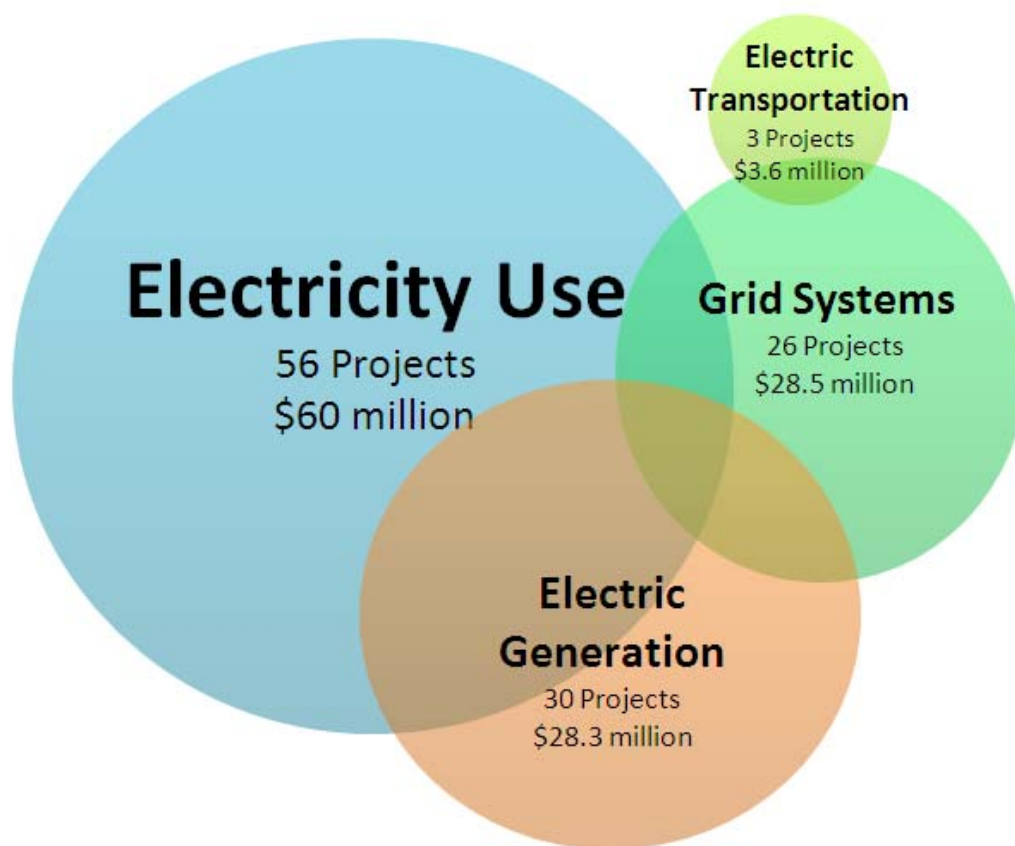 Electric
Transportation
3 Projects
$3.6 million
Electricity Use
56 Projects
$60 million
Grid Systems
26 Projects
$28.5 million
Electric
Generation
30 Projects
$28.3 million